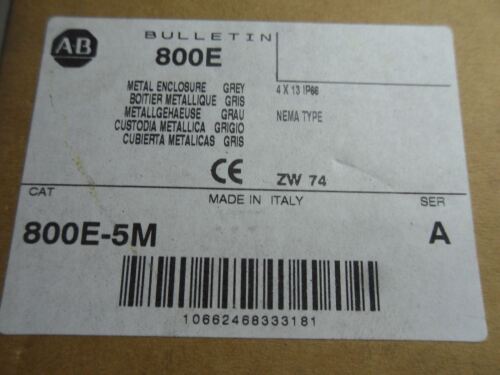 AB
BULLETIN
800E
METAL ENCLOSURE GREY
BOITIER METALLIQUE GRIS
METALLGEHAEUSE GRAU
CUSTODIA METALLICA GRIGIO
CUBIERTA METALICAS GRIS
4 X 13 IP66
NEMA TYPE
CE
ZW 74
CAT
MADE IN ITALY
SER
800E-5M
A
10662468333181